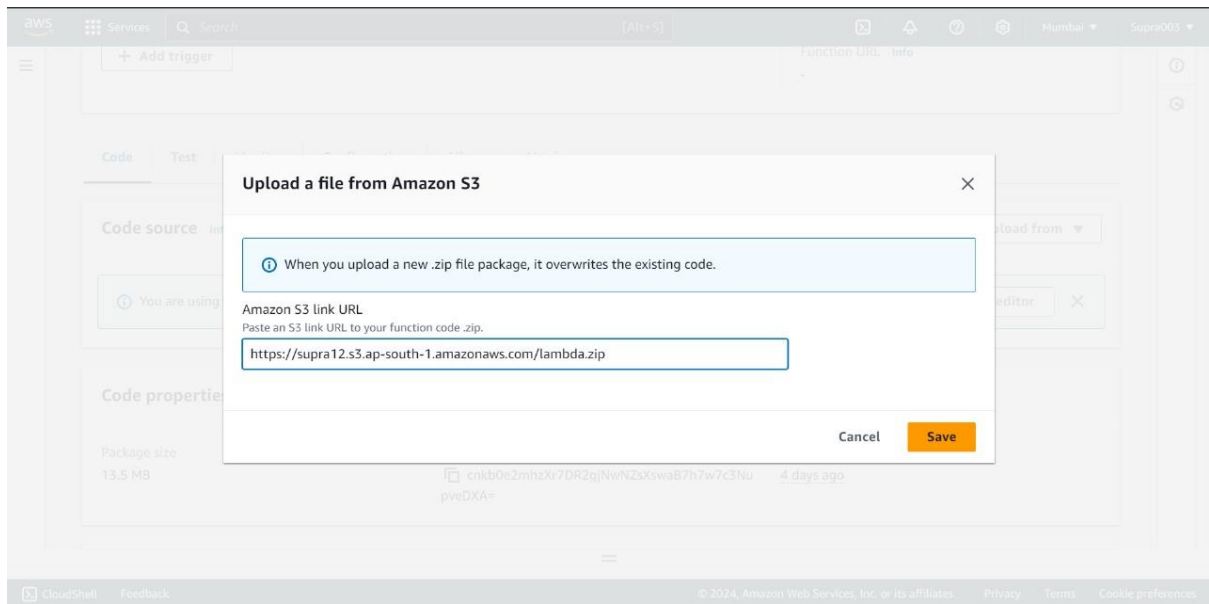 aws
Services
Search
[Alt+S]
Mumbai
Supra003
+ Add trigger
Function URL Info
-
Code
Test
Upload a file from Amazon S3
Code source
load from
When you upload a new .zip file package, it overwrites the existing code.
You are using
editor
Amazon S3 link URL
Paste an S3 link URL to your function code .zip.
https://supra12.s3.ap-south-1.amazonaws.com/lambda.zip
Code propertie
Cancel
Save
Package size
13.5 MB
4 days ago
pveDXA=
CloudShell
Feedback
© 2024, Amazon Web Services, Inc. or its affiliates.
Privacy
Terms
Cookie preferences